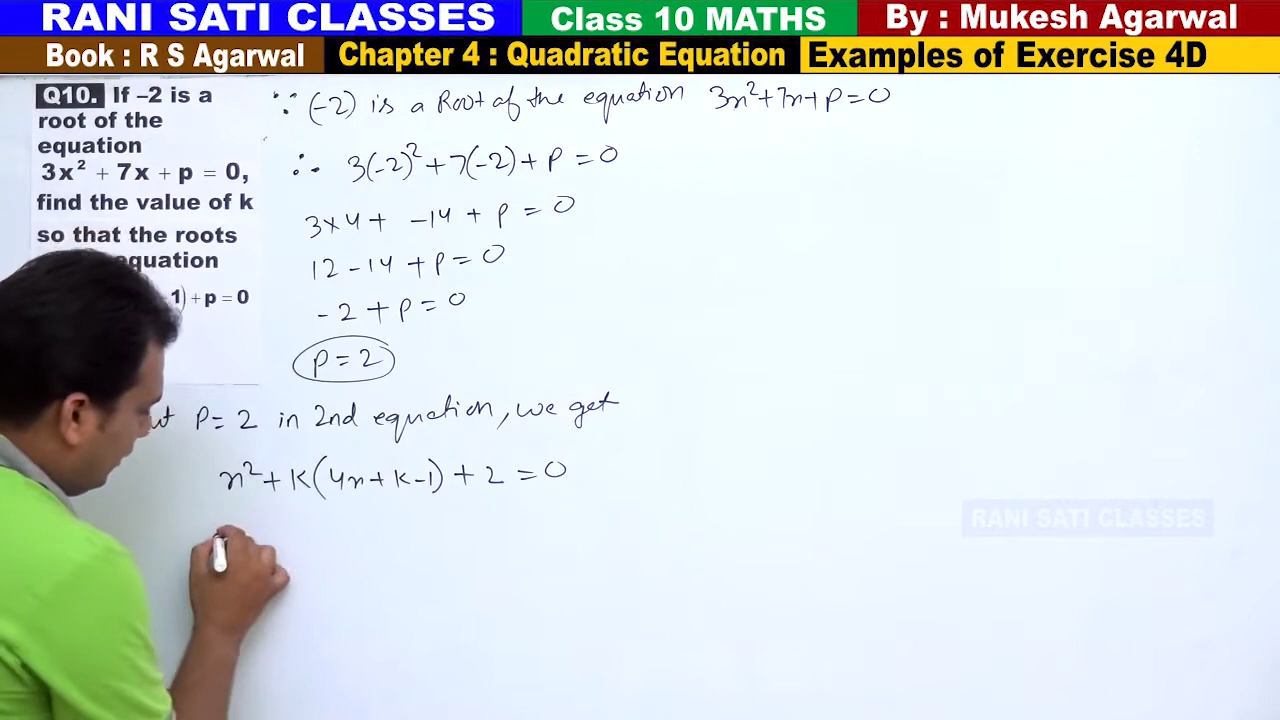 RANI SATI CLASSES
Class 10 MATHS
By : Mukesh Agarwal
Book : R S Agarwal
Chapter 4 : Quadratic Equation
Examples of Exercise 4D
Q10. If –2 is a
root of the
equation
3x² + 7x + p = 0,
find the value of k
so that the roots
equation
1) + p = 0
∵ (-2) is a Root of the equation 3x²+7x+p=0
∴ 3(-2)²+7(-2)+p=0
3×4+ -14 + p = 0
12-14+p=0
-2+p=0
p=2
P=2 in 2nd equation, we get
x²+k(4x+k-1)+2=0
RANI SATI CLASSES